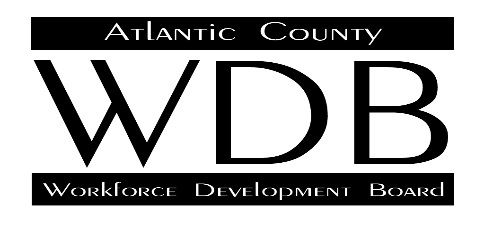 Atlantic County
WDB
Workforce Development Board